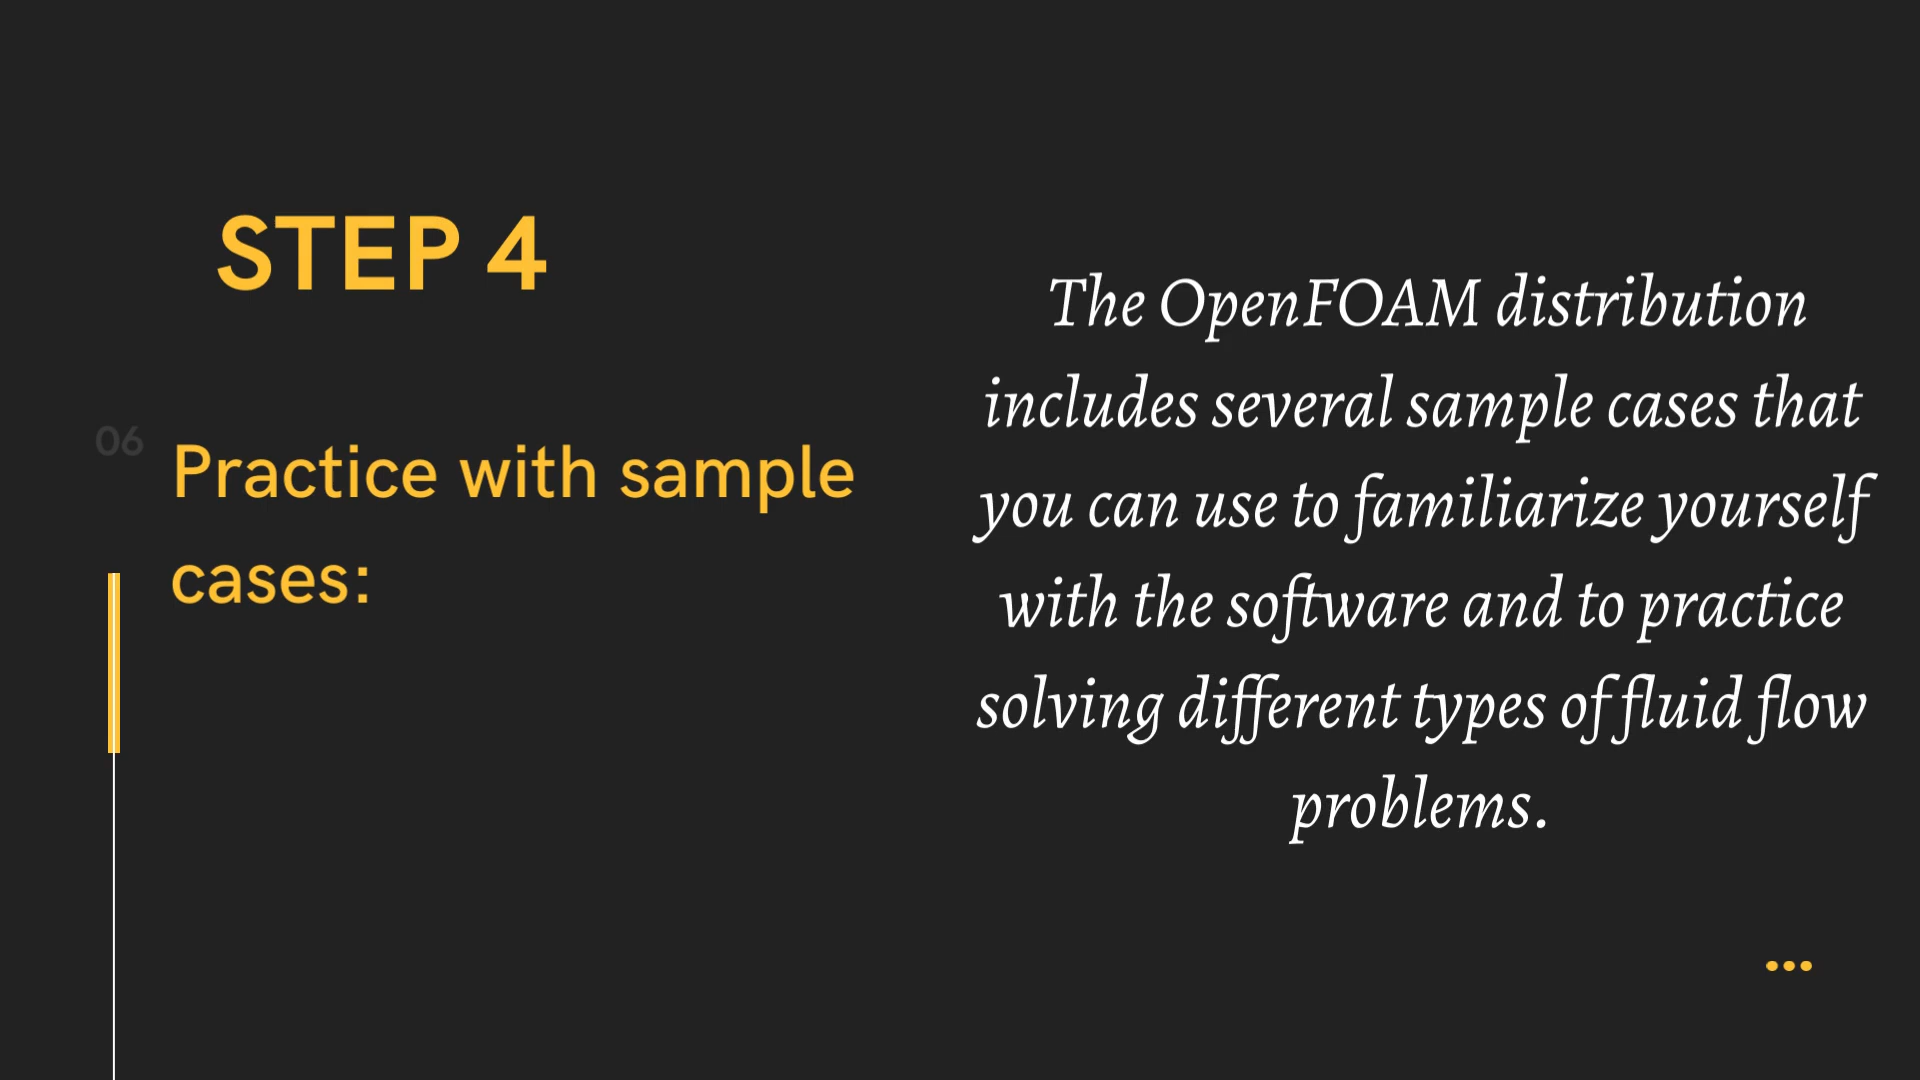 STEP 4
06
Practice with sample
cases:
The OpenFOAM distribution
includes several sample cases that
you can use to familiarize yourself
with the software and to practice
solving different types of fluid flow
problems.